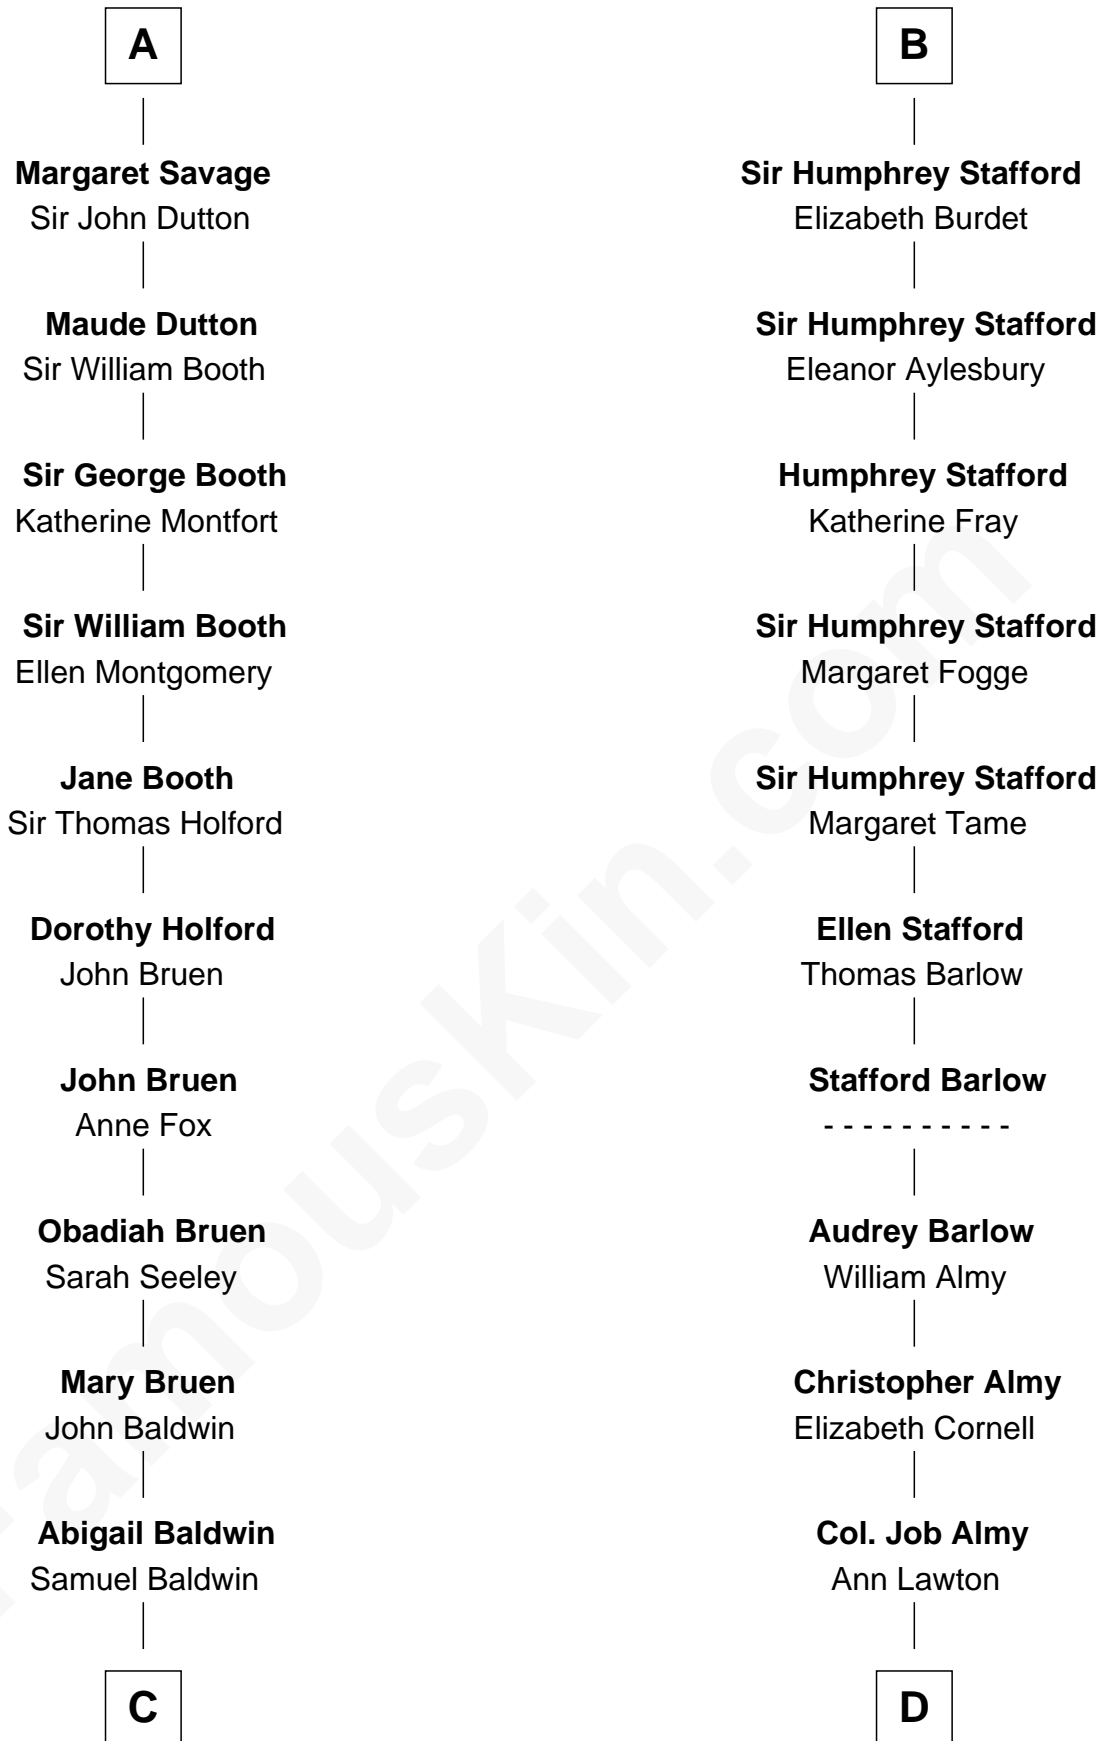 A
Margaret Savage
Sir John Dutton
Maude Dutton
Sir William Booth
Sir George Booth
Katherine Montfort
Sir William Booth
Ellen Montgomery
Jane Booth
Sir Thomas Holford
Dorothy Holford
John Bruen
John Bruen
Anne Fox
Obadiah Bruen
Sarah Seeley
Mary Bruen
John Baldwin
Abigail Baldwin
Samuel Baldwin
C
B
Sir Humphrey Stafford
Elizabeth Burdet
Sir Humphrey Stafford
Eleanor Aylesbury
Humphrey Stafford
Katherine Fray
Sir Humphrey Stafford
Margaret Fogge
Sir Humphrey Stafford
Margaret Tame
Ellen Stafford
Thomas Barlow
Stafford Barlow
- - - - - - - - - -
Audrey Barlow
William Almy
Christopher Almy
Elizabeth Cornell
Col. Job Almy
Ann Lawton
D
FamousKin.com